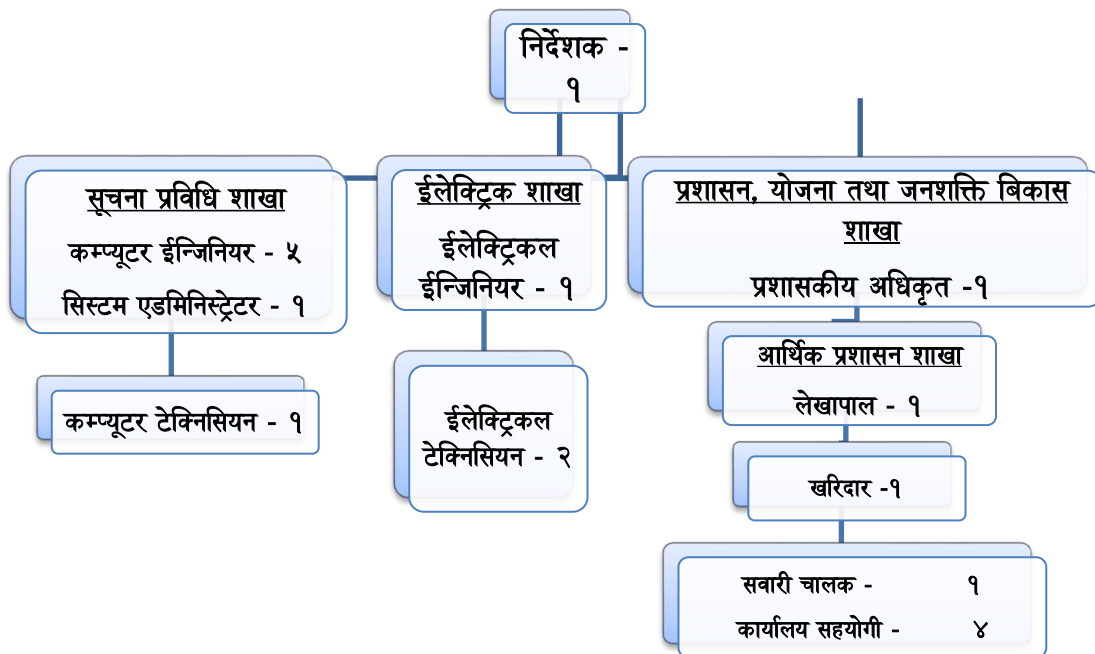 निर्देशक -
१
सूचना प्रविधि शाखा
कम्प्यूटर ईन्जिनियर - ५
सिस्टम एडमिनिस्ट्रेटर - १
कम्प्यूटर टेक्निसियन - १
ईलेक्ट्रिक शाखा
ईलेक्ट्रिकल
ईन्जिनियर - १
ईलेक्ट्रिकल
टेक्निसियन - २
प्रशासन, योजना तथा जनशक्ति बिकास
शाखा
प्रशासकीय अधिकृत -१
आर्थिक प्रशासन शाखा
लेखापाल - १
खरिदार -१
सवारी चालक - १
कार्यालय सहयोगी - ४